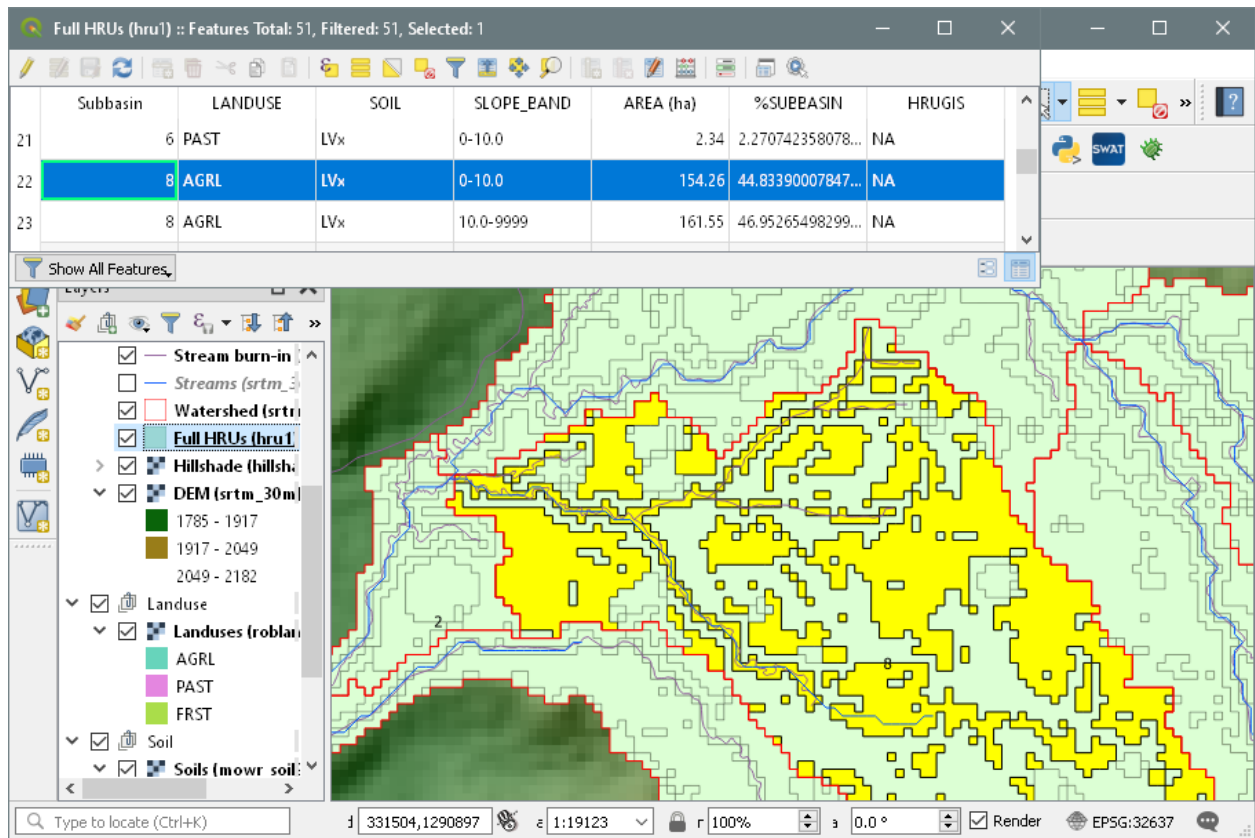 Full HRUs (hru1) :: Features Total: 51, Filtered: 51, Selected: 1
Subbasin LANDUSE SOIL SLOPE_BAND AREA (ha) %SUBBASIN HRUGIS
21 6 PAST LVx 0-10.0 2.34 2.270742358078... NA
22 8 AGRL LVx 0-10.0 154.26 44.83390007847... NA
23 8 AGRL LVx 10.0-9999 161.55 46.95265498299... NA
SWAT
Show All Features
Layers
Stream burn-in
Streams (srtm_3
Watershed (srtr
Full HRUs (hru1)
Hillshade (hillsha
DEM (srtm_30m)
1785 - 1917
1917 - 2049
2049 - 2182
Landuse
Landuses (roblan
AGRL
PAST
FRST
Soil
Soils (mowr_soil
2
8
Type to locate (Ctrl+K) 331504,1290897 1:19123 100% 0.0 ° Render EPSG:32637